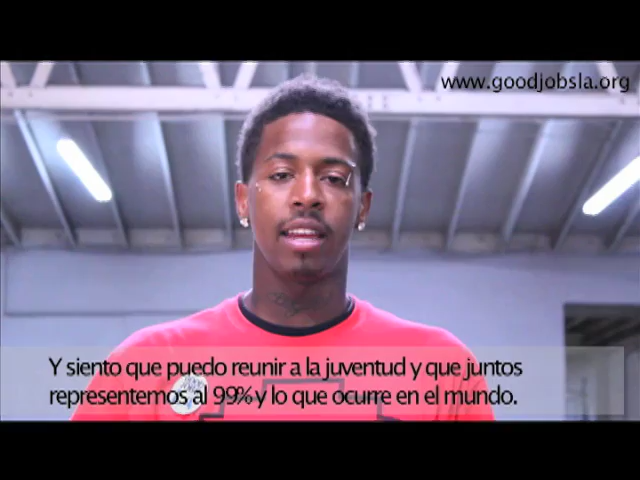 www.goodjobsla.org
Y siento que puedo reunir a la juventud y que juntos
representemos al 99% y lo que ocurre en el mundo.